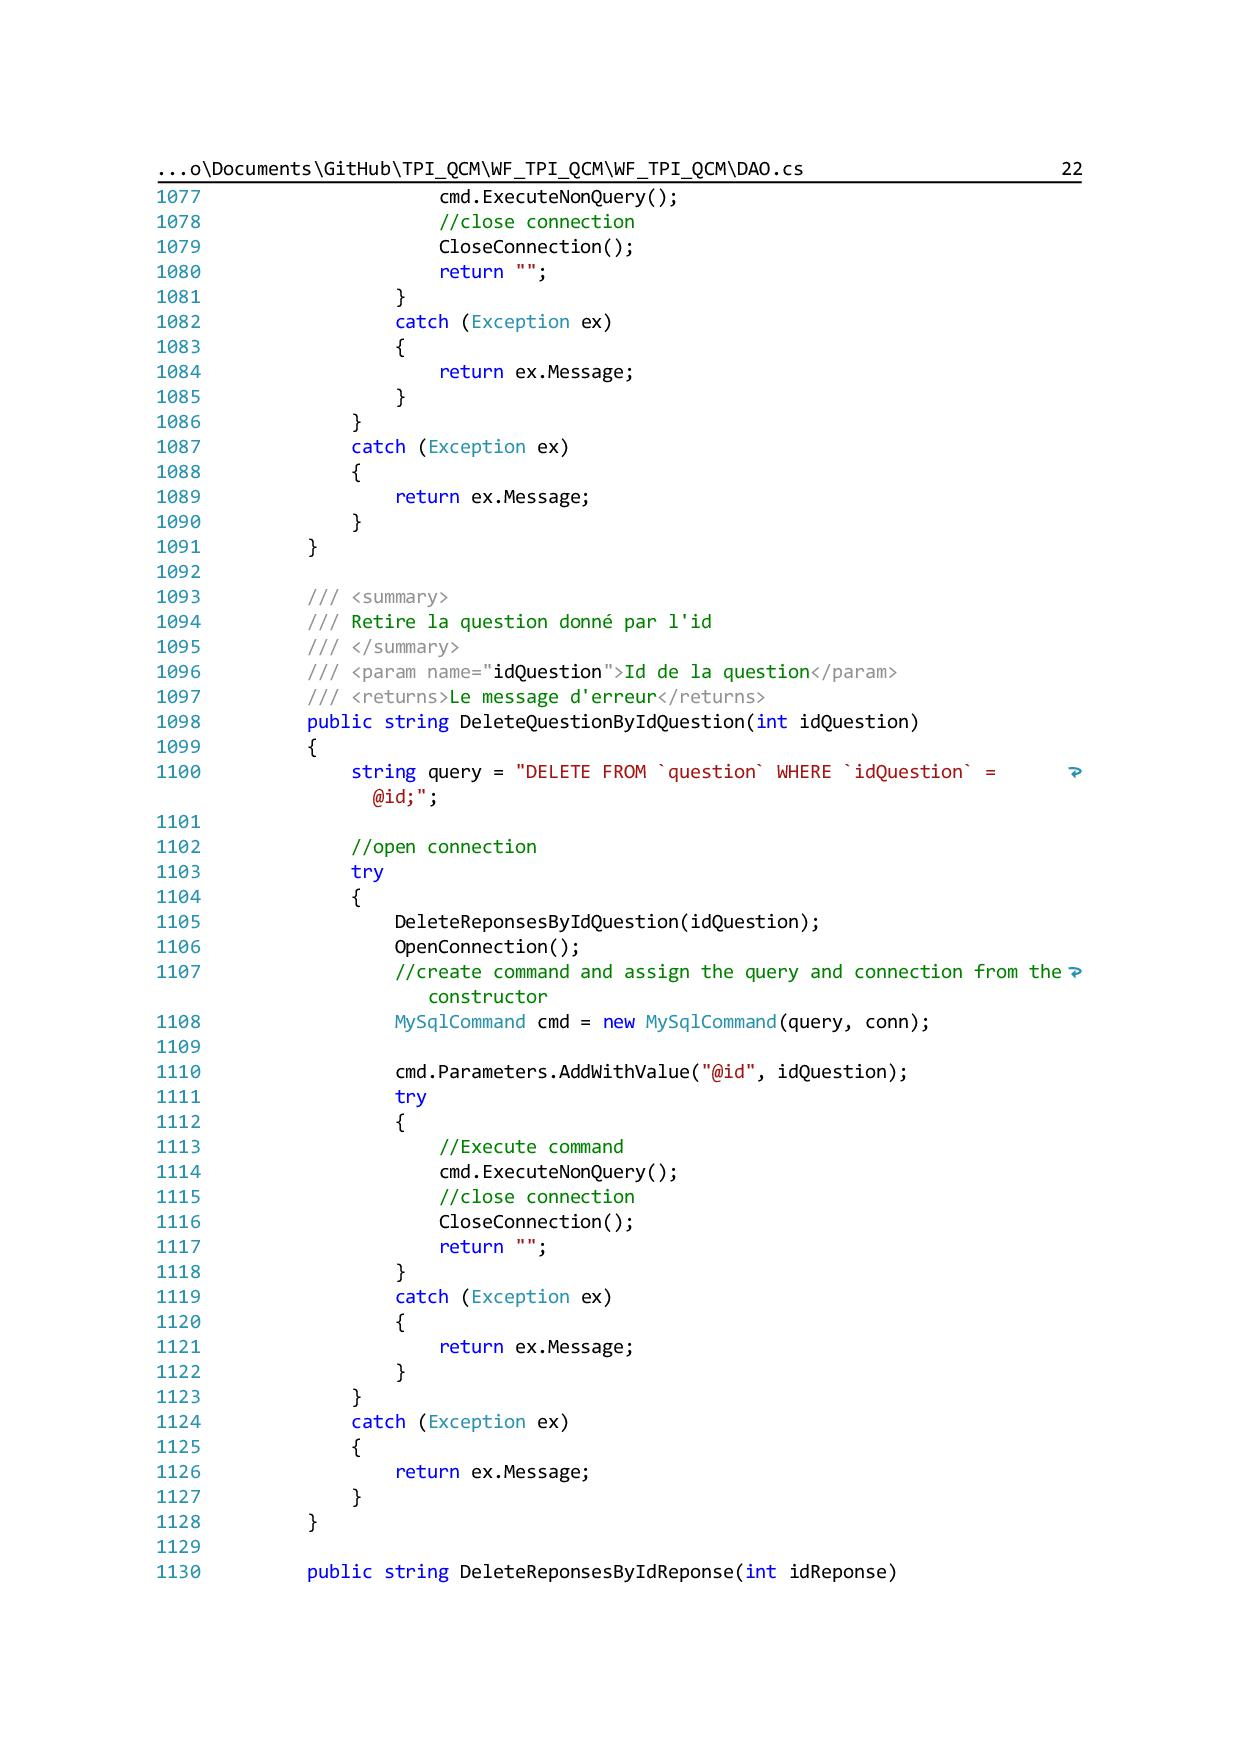 ...o\Documents\GitHub\TPI_QCM\WF_TPI_QCM\WF_TPI_QCM\DAO.cs 22
1077 cmd.ExecuteNonQuery();
1078 //close connection
1079 CloseConnection();
1080 return "";
1081 }
1082 catch (Exception ex)
1083 {
1084 return ex.Message;
1085 }
1086 }
1087 catch (Exception ex)
1088 {
1089 return ex.Message;
1090 }
1091 }
1092
1093 /// <summary>
1094 /// Retire la question donné par l'id
1095 /// </summary>
1096 /// <param name="idQuestion">Id de la question</param>
1097 /// <returns>Le message d'erreur</returns>
1098 public string DeleteQuestionByIdQuestion(int idQuestion)
1099 {
1100 string query = "DELETE FROM `question` WHERE `idQuestion` =
@id;";
1101
1102 //open connection
1103 try
1104 {
1105 DeleteReponsesByIdQuestion(idQuestion);
1106 OpenConnection();
1107 //create command and assign the query and connection from the
constructor
1108 MySqlCommand cmd = new MySqlCommand(query, conn);
1109
1110 cmd.Parameters.AddWithValue("@id", idQuestion);
1111 try
1112 {
1113 //Execute command
1114 cmd.ExecuteNonQuery();
1115 //close connection
1116 CloseConnection();
1117 return "";
1118 }
1119 catch (Exception ex)
1120 {
1121 return ex.Message;
1122 }
1123 }
1124 catch (Exception ex)
1125 {
1126 return ex.Message;
1127 }
1128 }
1129
1130 public string DeleteReponsesByIdReponse(int idReponse)